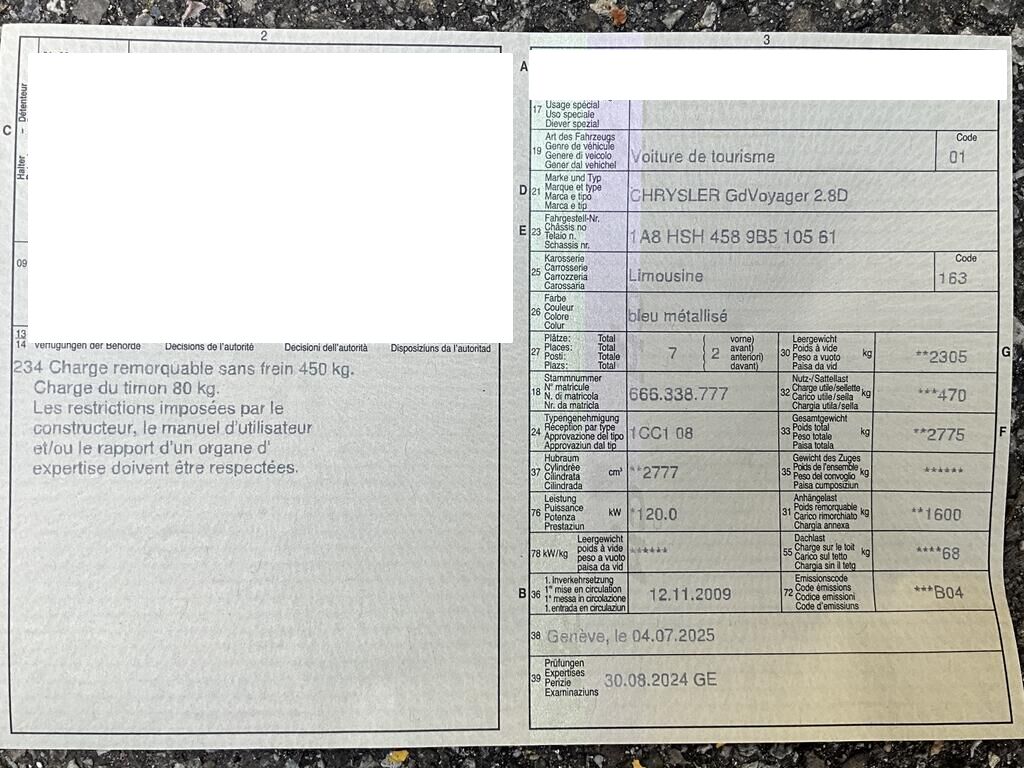 2
C
Halter - Détenteur
09
13
14 Verfügungen der Behörde Décisions de l'autorité Decisioni dell'autorità Disposiziuns da l'autoritad
234 Charge remorquable sans frein 450 kg.
Charge du timon 80 kg.
Les restrictions imposées par le
constructeur, le manuel d'utilisateur
et/ou le rapport d'un organe d'
expertise doivent être respectées.
3
A
17 Usage spécial
Uso speciale
Diever spezial
19 Art des Fahrzeugs
Genre de véhicule
Genere di veicolo
Gener dal vehichel
Voiture de tourisme
Code
01
D 21 Marke und Typ
Marque et type
Marca e tipo
Marca e tip
CHRYSLER GdVoyager 2.8D
E 23 Fahrgestell-Nr.
Châssis no
Telaio n.
Schassis nr.
1A8 HSH 458 9B5 105 61
25 Karosserie
Carrosserie
Carrozzeria
Carossaria
Limousine
Code
163
26 Farbe
Couleur
Colore
Colur
bleu métallisé
27 Plätze: Total
Places: Total
Posti: Totale
Plazs: Total
7 ( 2 vorne)
avant)
anteriori)
davant)
30 Leergewicht
Poids à vide
Peso a vuoto
Paisa da vid
kg **2305 G
18 Stammnummer
N° matricule
N. di matricola
Nr. da matricla
666.338.777
32 Nutz-/Sattellast
Charge utile/sellette
Carico utile/sella
Chargia utila/sella
kg ***470
24 Typengenehmigung
Réception par type
Approvazione del tipo
Approvaziun dal tip
1CC1 08
33 Gesamtgewicht
Poids total
Peso totale
Paisa totala
kg **2775 F
37 Hubraum
Cylindrée
Cilindrata
Cilindrada
cm³ **2777
35 Gewicht des Zuges
Poids de l'ensemble
Peso del convoglio
Paisa cumposiziun
kg ******
76 Leistung
Puissance
Potenza
Prestaziun
kW *120.0
31 Anhängelast
Poids remorquable
Carico rimorchiato
Chargia annexa
kg **1600
78 kW/kg Leergewicht
poids à vide
peso a vuoto
paisa da vid
******
55 Dachlast
Charge sur le toit
Carico sul tetto
Chargia sin il tetg
kg ****68
B 36 1. Inverkehrsetzung
1re mise en circulation
1a messa in circolazione
1. entrada en circulaziun
12.11.2009
72 Emissionscode
Code émissions
Codice emissioni
Code d'emissiuns
***B04
38 Genève, le 04.07.2025
39 Prüfungen
Expertises
Perizie
Examinaziuns
30.08.2024 GE